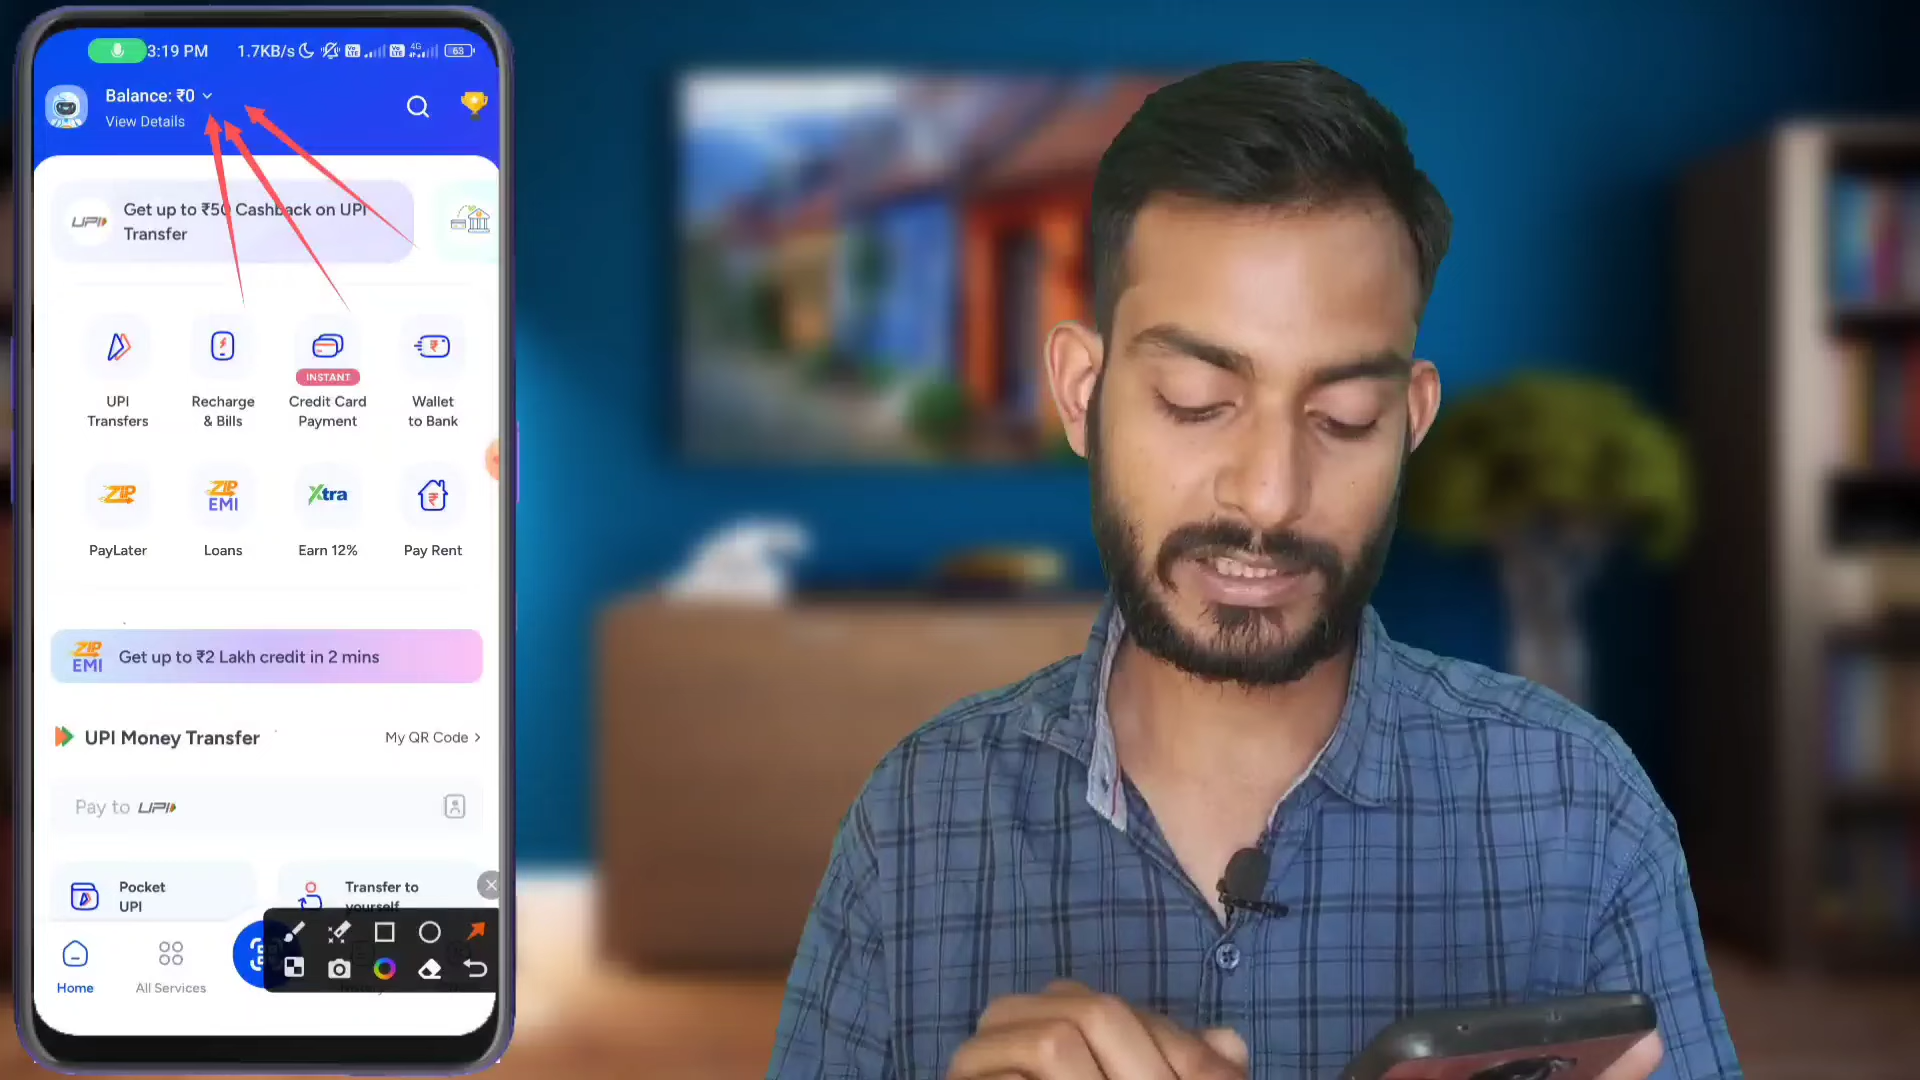 3:19 PM 1.7KB/s 4G 63
Balance: ₹0
View Details
Get up to ₹50 Cashback on UPI
Transfer
UPI
INSTANT
UPI
Transfers
Recharge
& Bills
Credit Card
Payment
Wallet
to Bank
ZIP
ZIP
EMI
Xtra
PayLater
Loans
Earn 12%
Pay Rent
ZIP
EMI
Get up to ₹2 Lakh credit in 2 mins
UPI Money Transfer
My QR Code
Pay to UPI
Pocket
UPI
Transfer to
yourself
Home
All Services